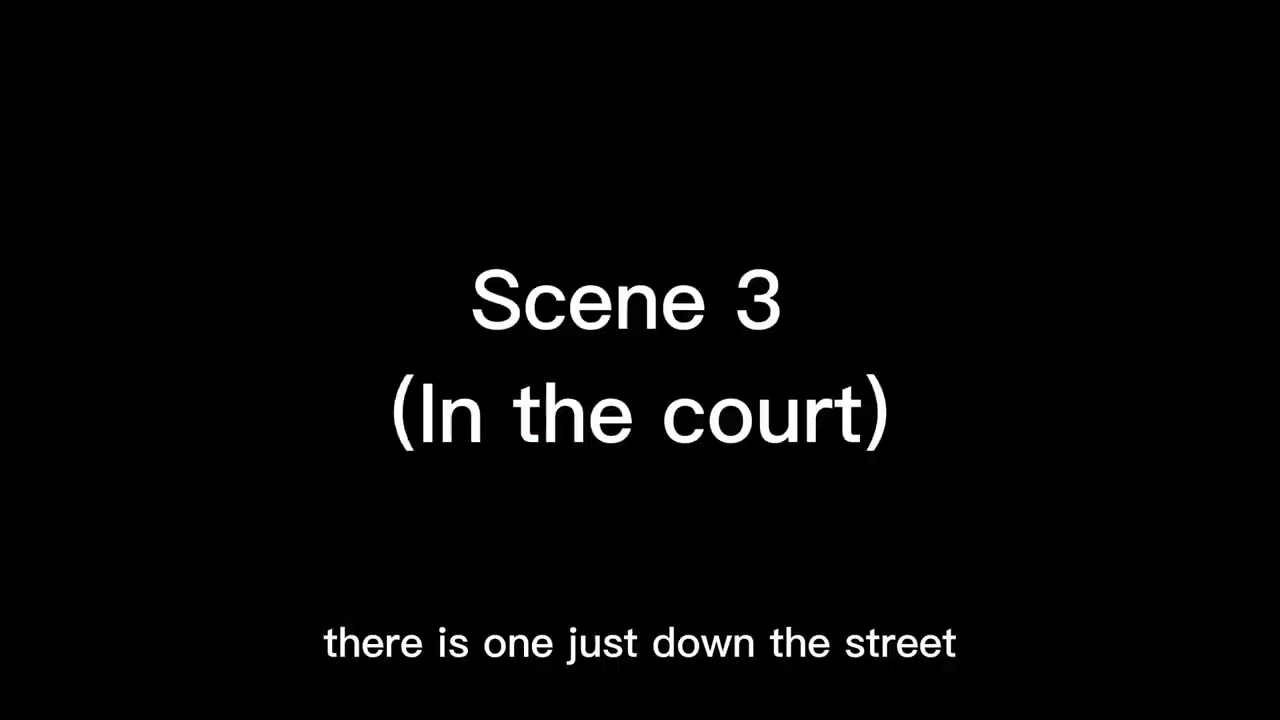 Scene 3
(In the court)
there is one just down the street